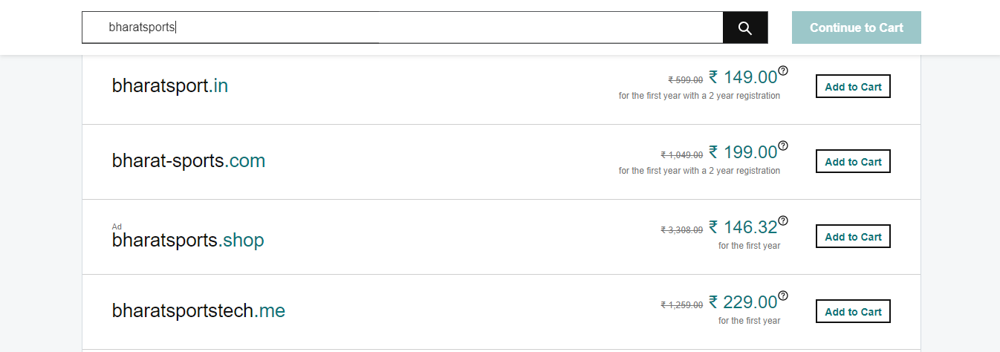 bharatsports
Continue to Cart
bharatsport.in
₹ 599.00 ₹ 149.00 ?
for the first year with a 2 year registration
Add to Cart
bharat-sports.com
₹ 1,049.00 ₹ 199.00 ?
for the first year with a 2 year registration
Add to Cart
Ad
bharatsports.shop
₹ 3,308.09 ₹ 146.32 ?
for the first year
Add to Cart
bharatsportstech.me
₹ 1,259.00 ₹ 229.00 ?
for the first year
Add to Cart